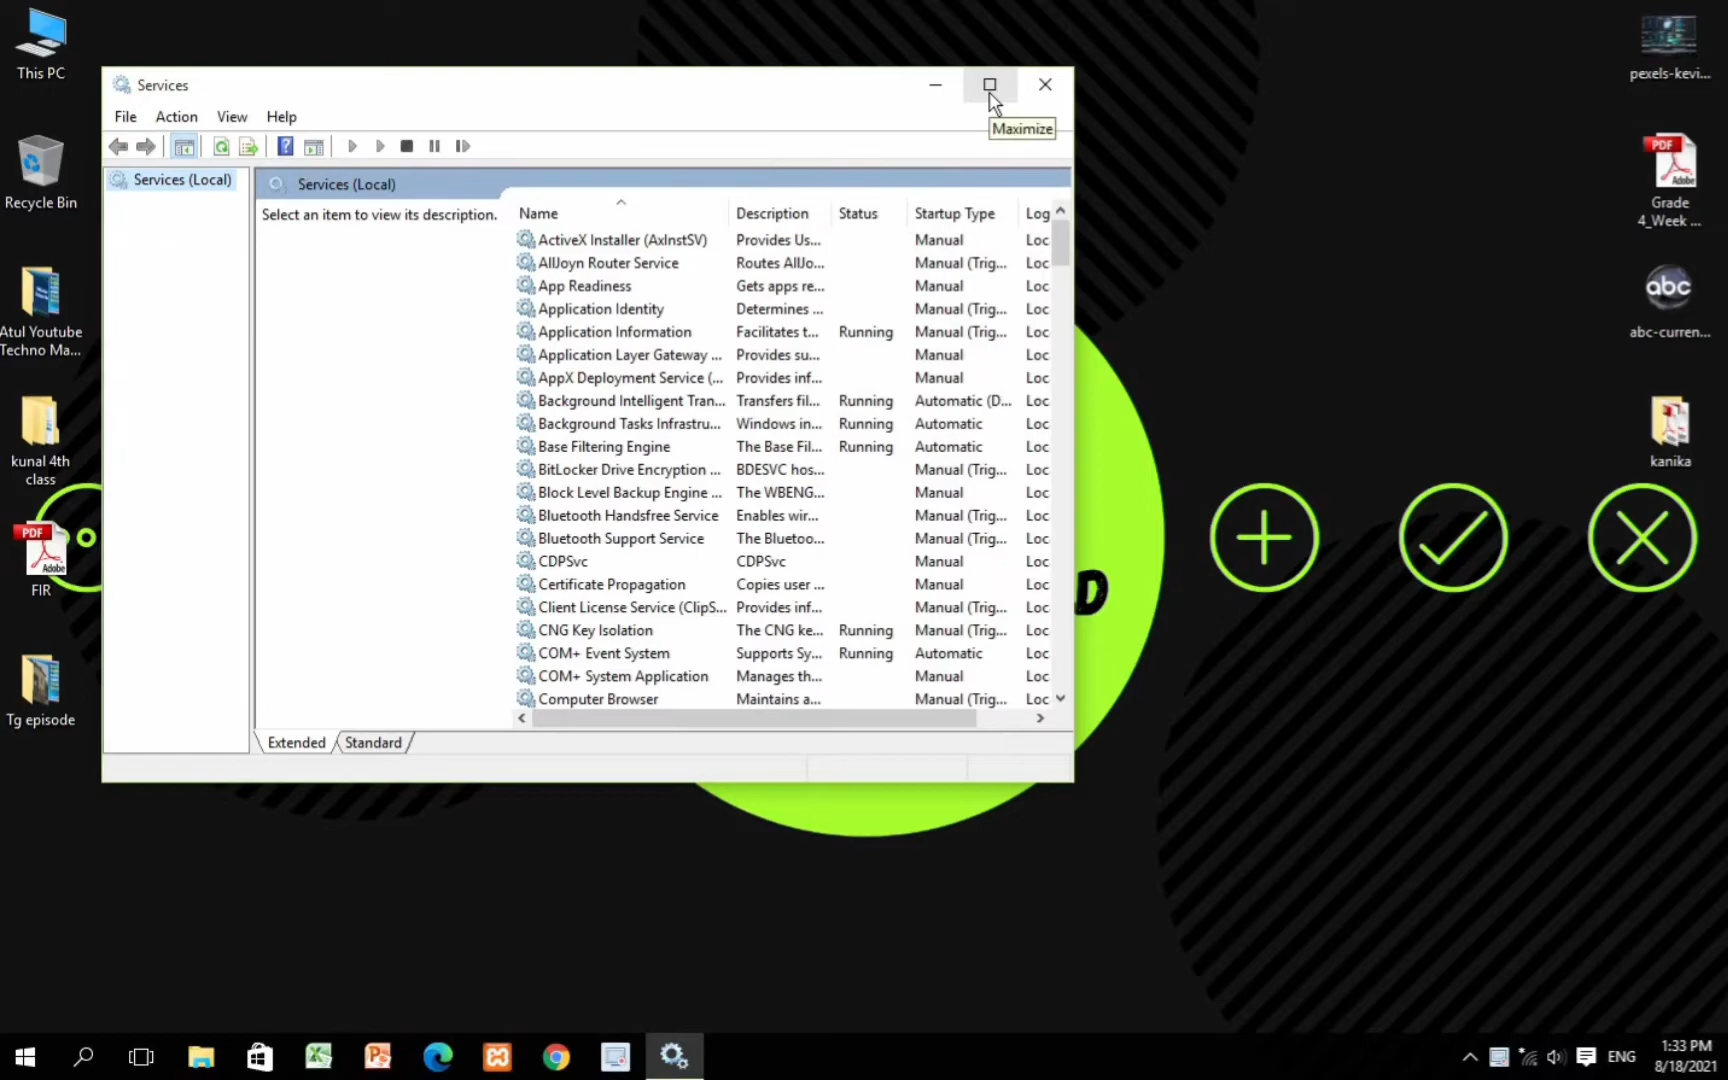 This PC
Recycle Bin
Atul Youtube
Techno Ma...
kunal 4th
class
PDF
Adobe
FIR
Tg episode
Services
Maximize
File Action View Help
Services (Local)
Services (Local)
Select an item to view its description.
Name Description Status Startup Type Log
ActiveX Installer (AxInstSV) Provides Us... Manual Loc
AllJoyn Router Service Routes AllJo... Manual (Trig... Loc
App Readiness Gets apps re... Manual Loc
Application Identity Determines ... Manual (Trig... Loc
Application Information Facilitates t... Running Manual (Trig... Loc
Application Layer Gateway ... Provides su... Manual Loc
AppX Deployment Service (... Provides inf... Manual Loc
Background Intelligent Tran... Transfers fil... Running Automatic (D... Loc
Background Tasks Infrastru... Windows in... Running Automatic Loc
Base Filtering Engine The Base Fil... Running Automatic Loc
BitLocker Drive Encryption ... BDESVC hos... Manual (Trig... Loc
Block Level Backup Engine ... The WBENG... Manual Loc
Bluetooth Handsfree Service Enables wir... Manual (Trig... Loc
Bluetooth Support Service The Bluetoo... Manual (Trig... Loc
CDPSvc CDPSvc Manual Loc
Certificate Propagation Copies user ... Manual Loc
Client License Service (ClipS... Provides inf... Manual (Trig... Loc
CNG Key Isolation The CNG ke... Running Manual (Trig... Loc
COM+ Event System Supports Sy... Running Automatic Loc
COM+ System Application Manages th... Manual Loc
Computer Browser Maintains a... Manual (Trig... Loc
Extended Standard
D
pexels-kevi...
PDF
Adobe
Grade
4_Week ...
abc
abc-curren...
kanika
ENG
1:33 PM
8/18/2021